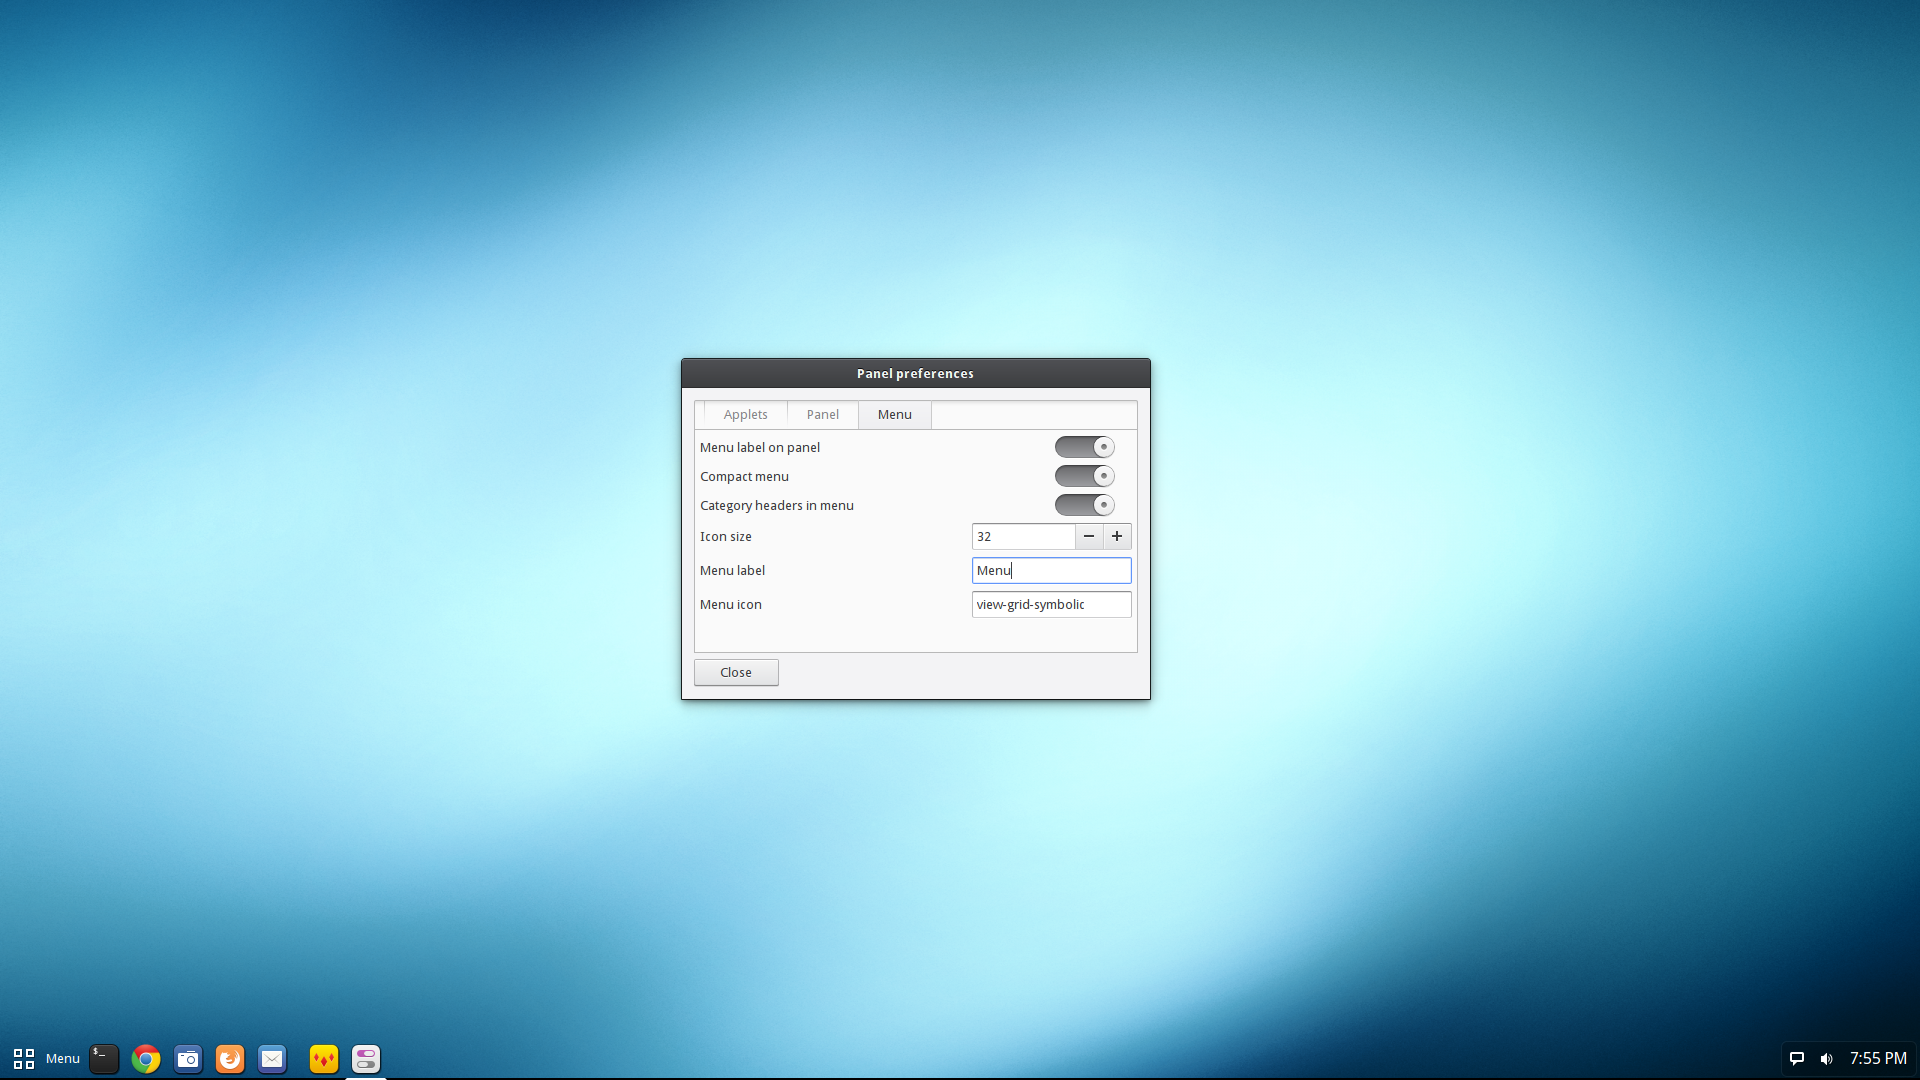 Panel preferences
Applets Panel Menu
Menu label on panel
Compact menu
Category headers in menu
Icon size 32
Menu label Menu
Menu icon view-grid-symbolic
Close
Menu $_ 7:55 PM